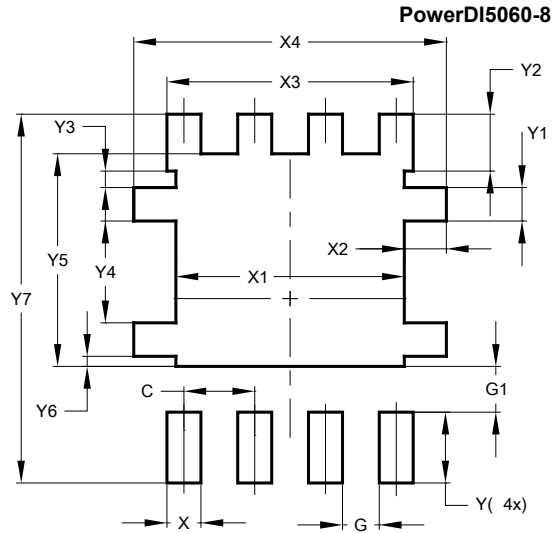 PowerDI5060-8
X4
X3
Y2
Y3
Y1
X2
Y5
Y4
X1
Y7
G1
C
Y6
Y( 4x)
X
G